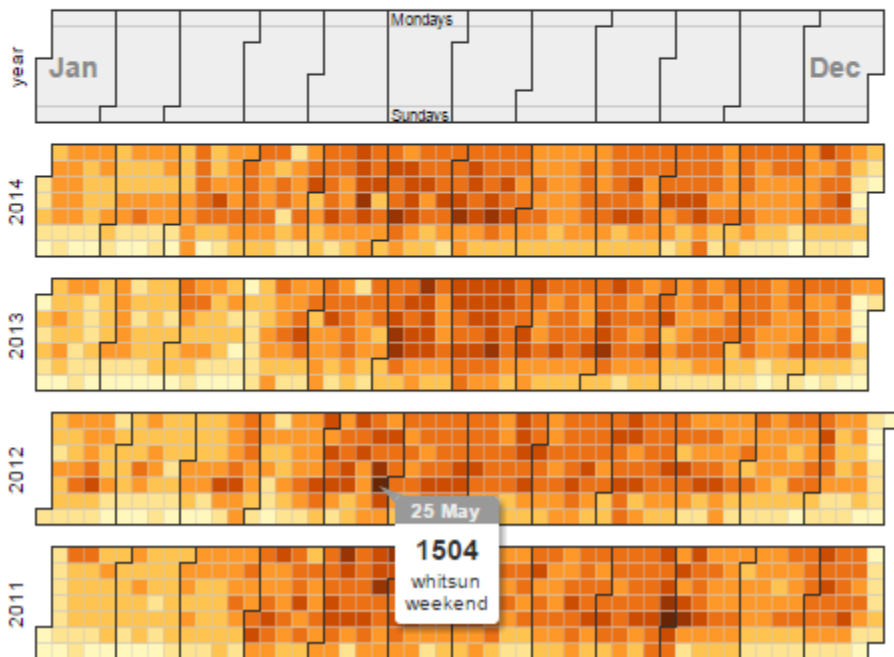 Mondays
year
Jan
Dec
Sundays
2014
2013
2012
25 May
1504
whitsun
weekend
2011